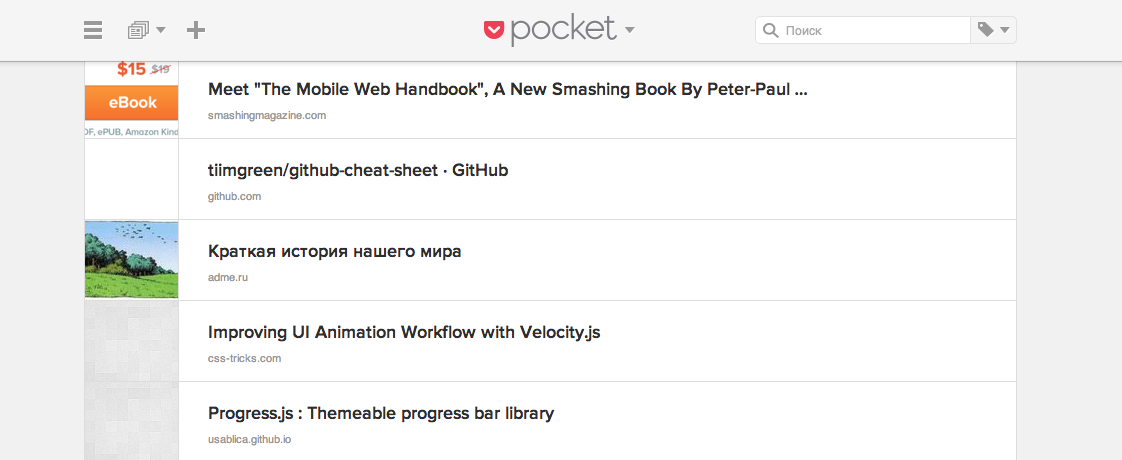 pocket
Поиск
$15 $19
eBook
DF, ePUB, Amazon Kind
Meet "The Mobile Web Handbook", A New Smashing Book By Peter-Paul ...
smashingmagazine.com
tiimgreen/github-cheat-sheet · GitHub
github.com
Краткая история нашего мира
adme.ru
Improving UI Animation Workflow with Velocity.js
css-tricks.com
Progress.js : Themeable progress bar library
usablica.github.io